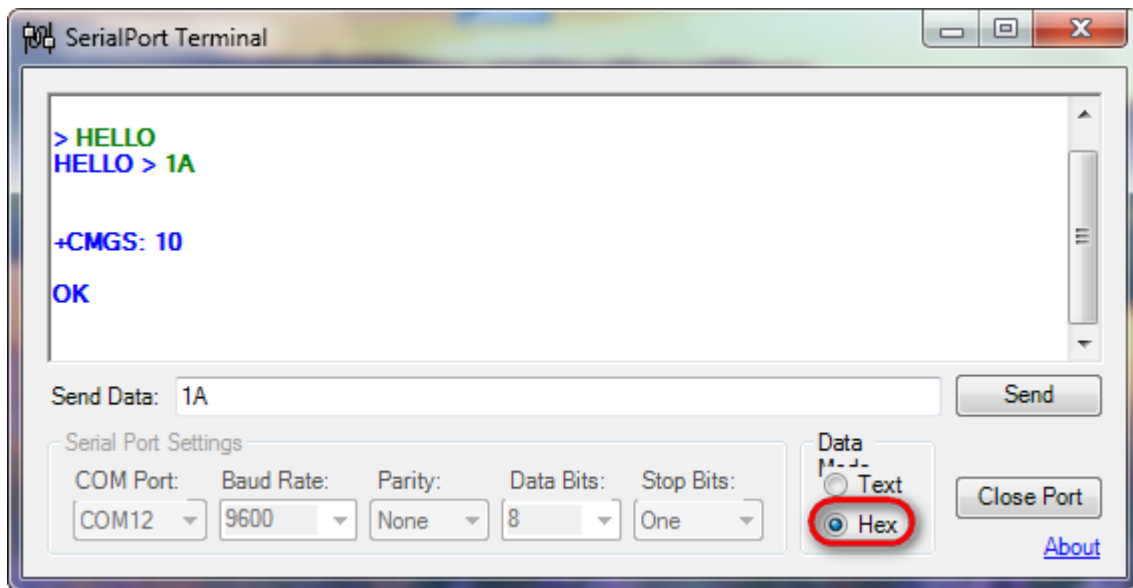 SerialPort Terminal
> HELLO
HELLO > 1A
+CMGS: 10
OK
Send Data: 1A
Send
Serial Port Settings
COM Port: Baud Rate: Parity: Data Bits: Stop Bits:
COM12 9600 None 8 One
Data
Mode
Text
Hex
Close Port
About